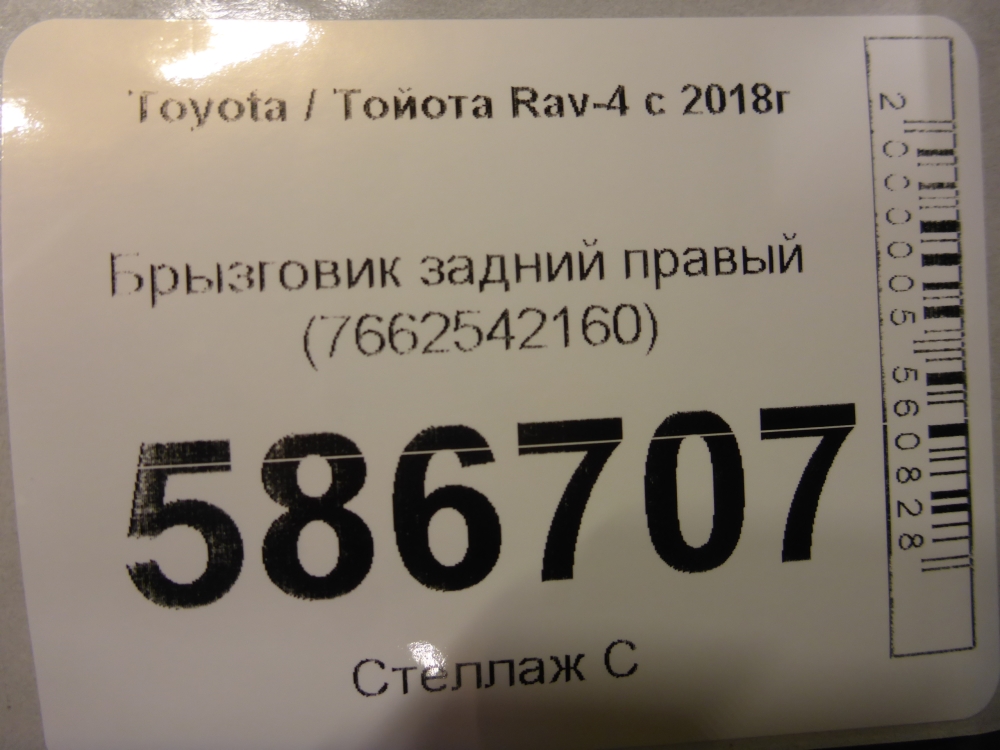 Toyota / Тойота Rav-4 с 2018г
Брызговик задний правый
(7662542160)
586707
Стеллаж С
2000005560828